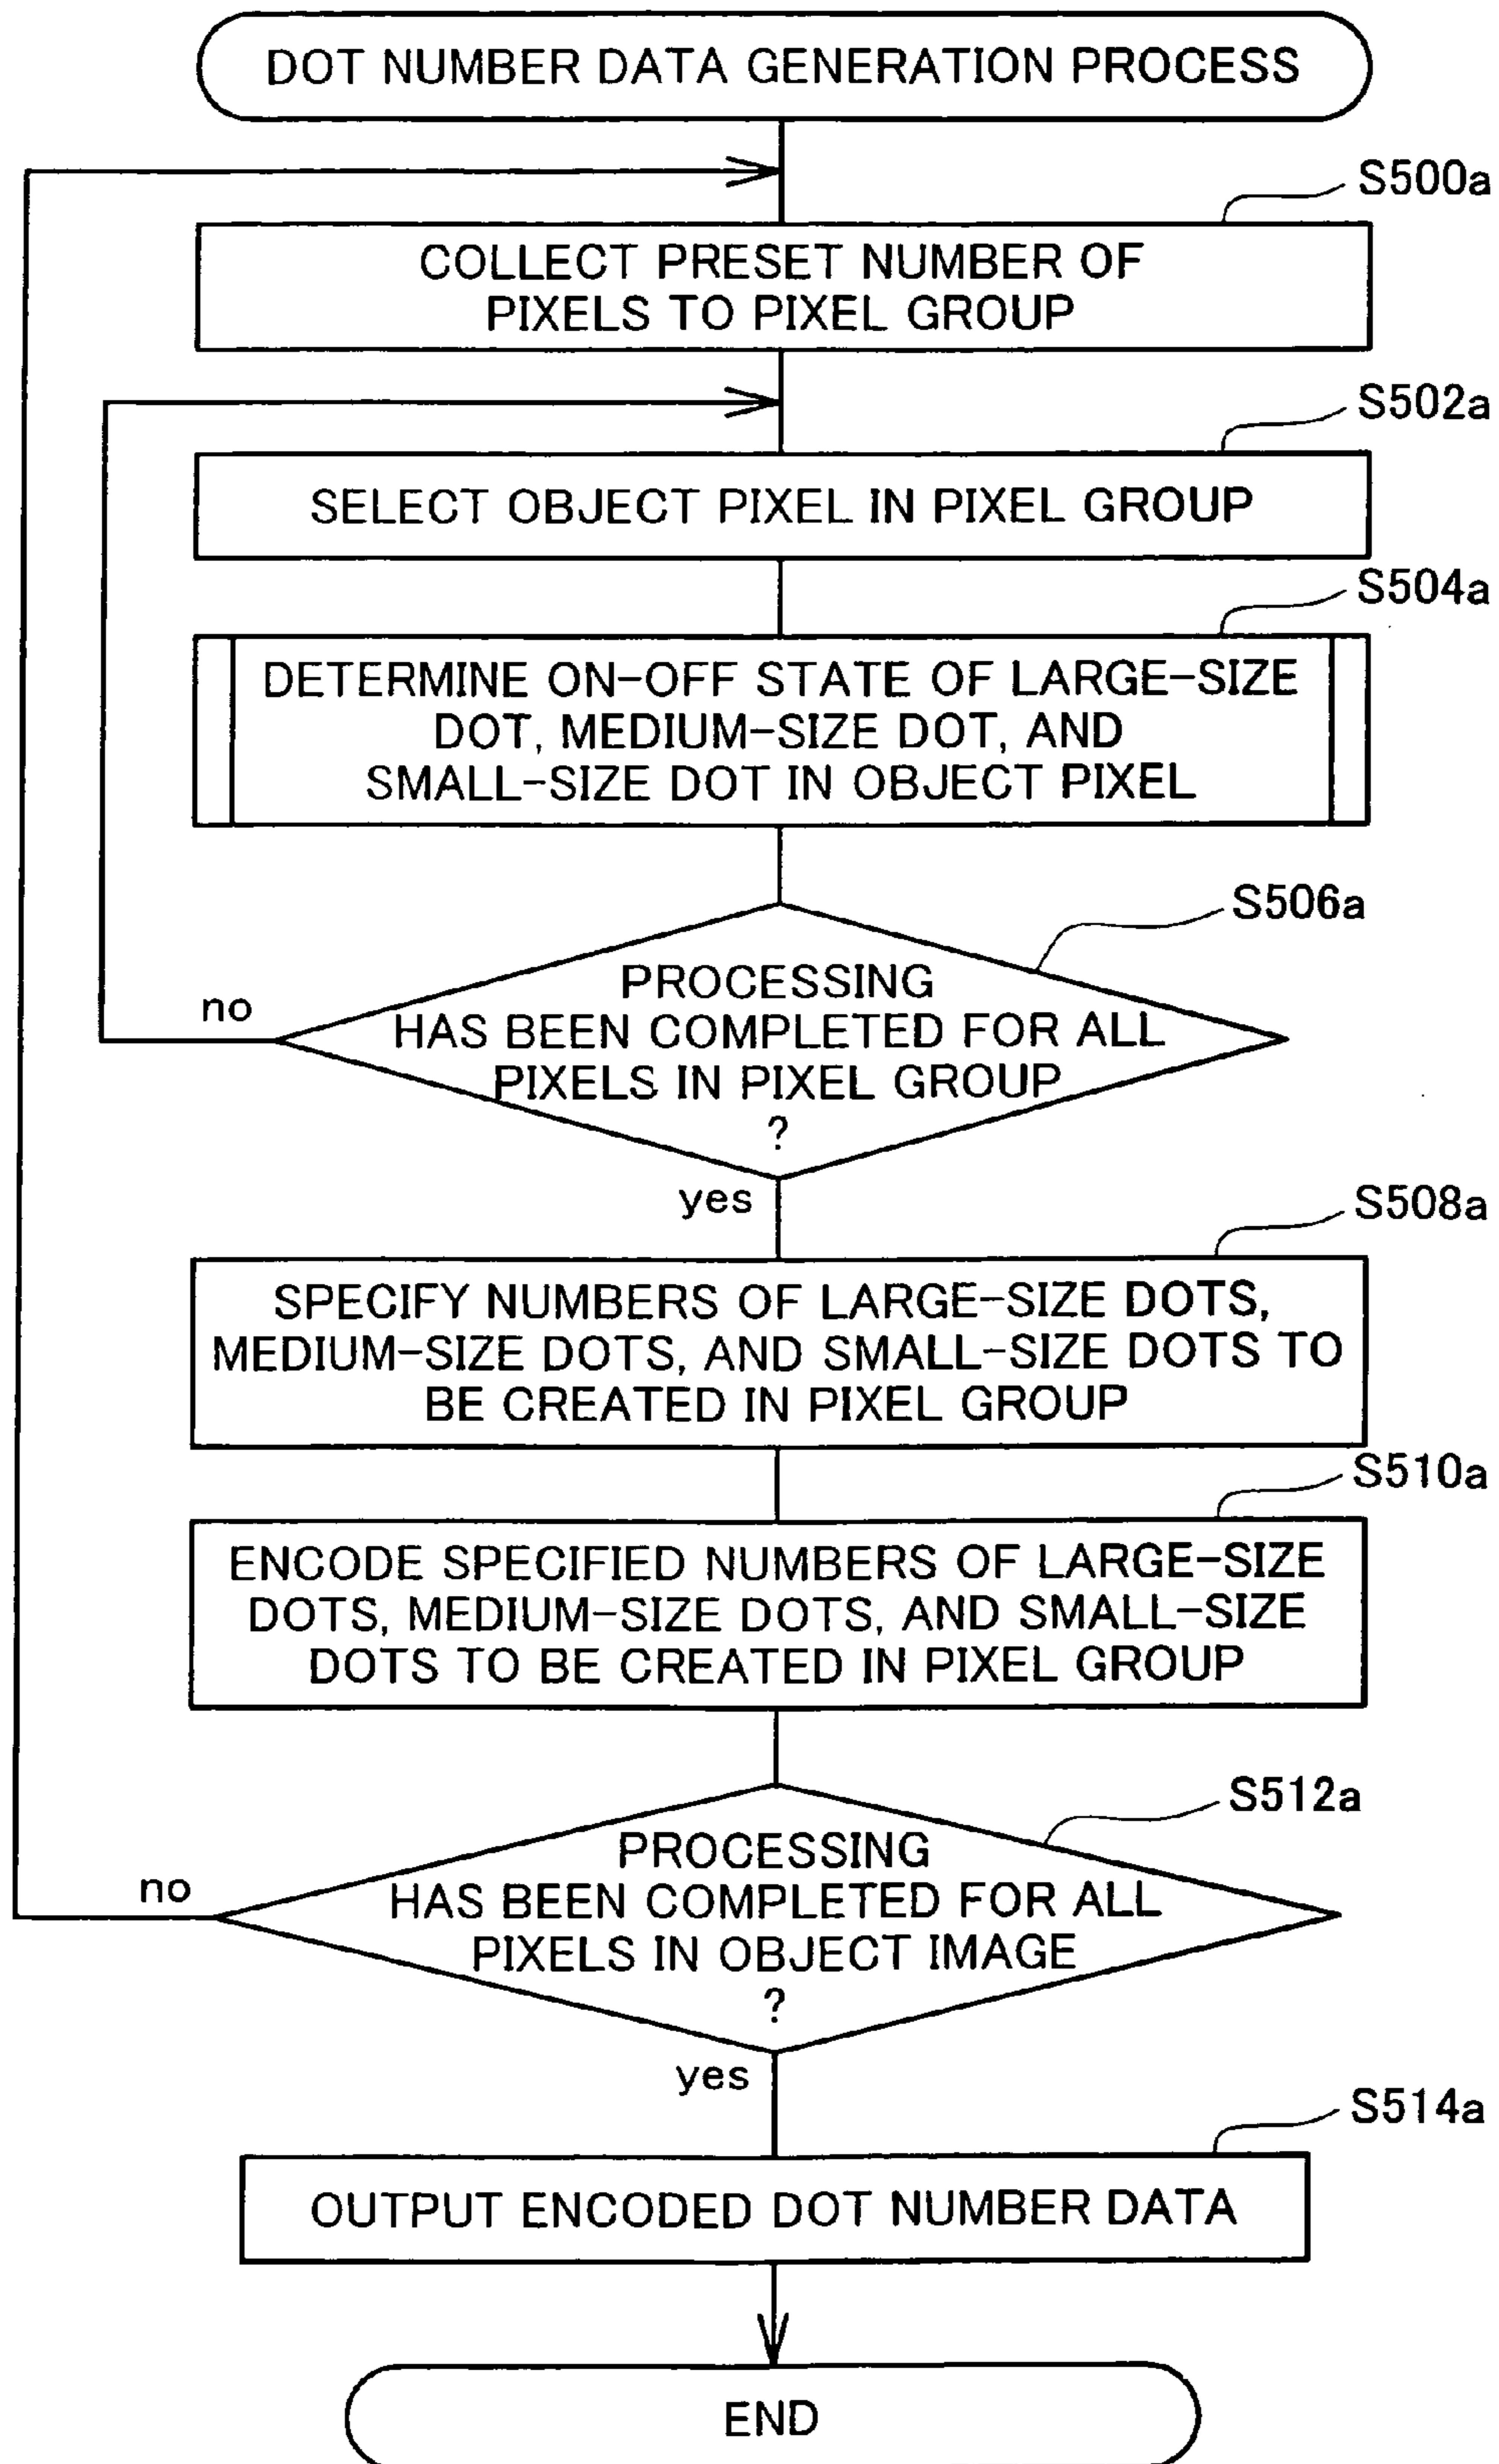 DOT NUMBER DATA GENERATION PROCESS
S500a
COLLECT PRESET NUMBER OF
PIXELS TO PIXEL GROUP
S502a
SELECT OBJECT PIXEL IN PIXEL GROUP
S504a
DETERMINE ON-OFF STATE OF LARGE-SIZE
DOT, MEDIUM-SIZE DOT, AND
SMALL-SIZE DOT IN OBJECT PIXEL
S506a
PROCESSING
HAS BEEN COMPLETED FOR ALL
PIXELS IN PIXEL GROUP
?
no
yes
S508a
SPECIFY NUMBERS OF LARGE-SIZE DOTS,
MEDIUM-SIZE DOTS, AND SMALL-SIZE DOTS TO
BE CREATED IN PIXEL GROUP
S510a
ENCODE SPECIFIED NUMBERS OF LARGE-SIZE
DOTS, MEDIUM-SIZE DOTS, AND SMALL-SIZE
DOTS TO BE CREATED IN PIXEL GROUP
S512a
PROCESSING
HAS BEEN COMPLETED FOR ALL
PIXELS IN OBJECT IMAGE
?
no
yes
S514a
OUTPUT ENCODED DOT NUMBER DATA
END